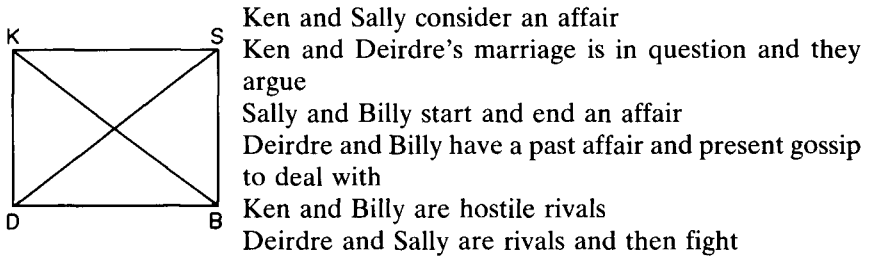 K S
D B
Ken and Sally consider an affair
Ken and Deirdre's marriage is in question and they
argue
Sally and Billy start and end an affair
Deirdre and Billy have a past affair and present gossip
to deal with
Ken and Billy are hostile rivals
Deirdre and Sally are rivals and then fight